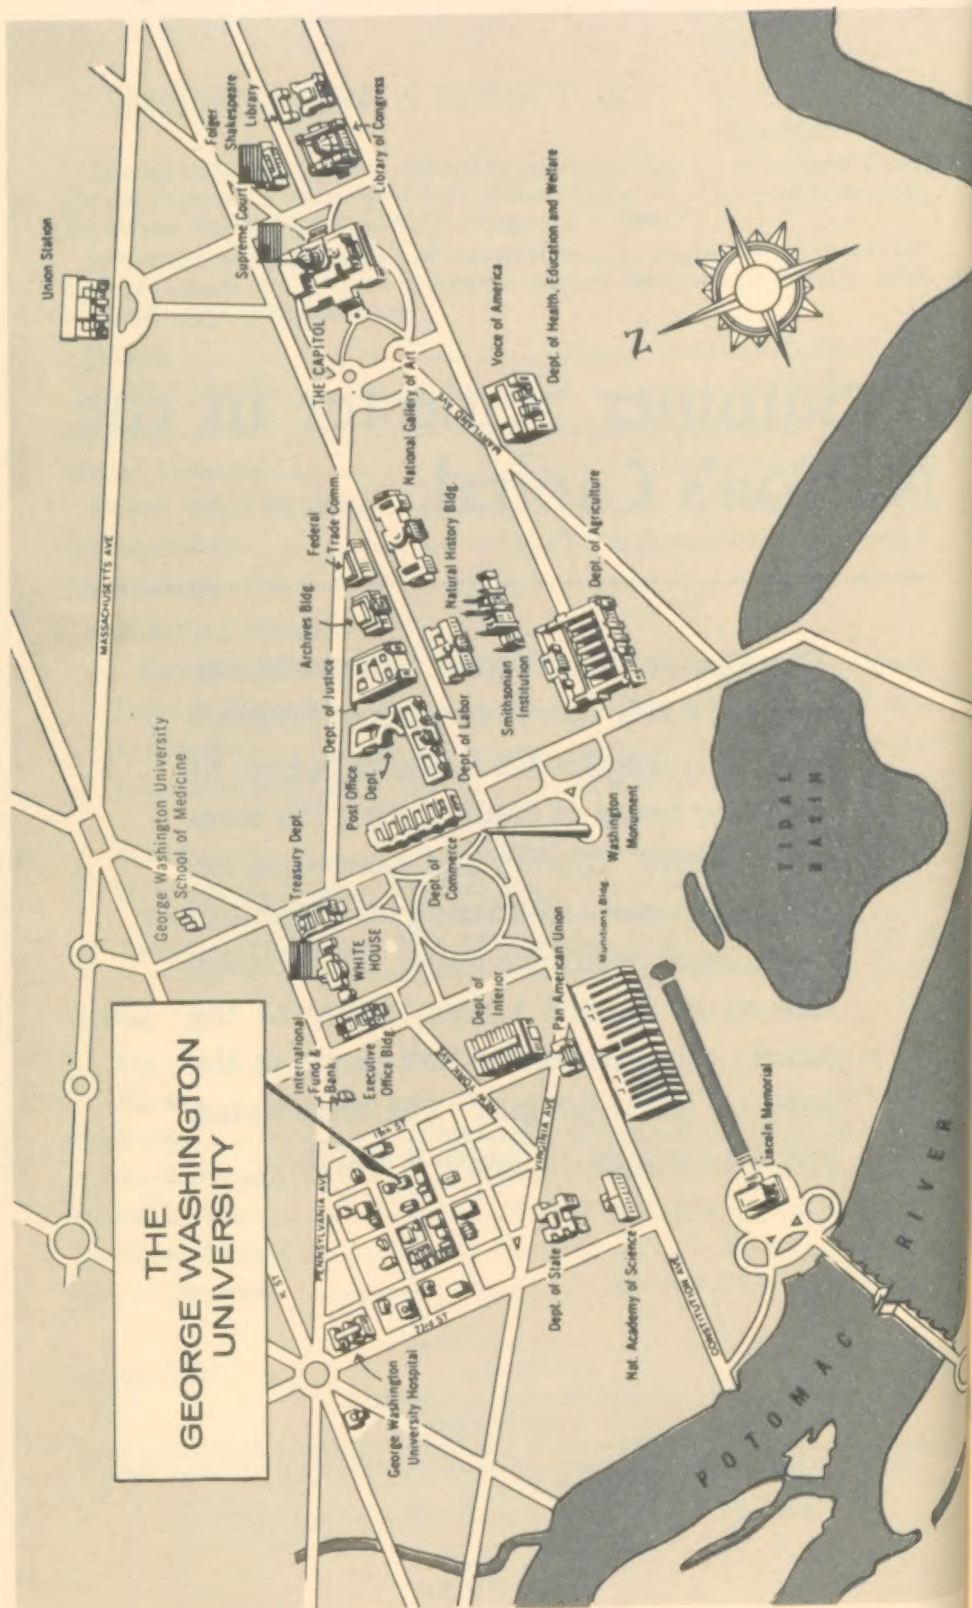 THE
GEORGE WASHINGTON
UNIVERSITY
Union Station
MASSACHUSETTS AVE
Folger
Shakespeare
Library
Supreme Court
Library of Congress
THE CAPITOL
George Washington University
School of Medicine
Treasury Dept.
WHITE
HOUSE
International
Fund &
Bank
Executive
Office Bldg.
PENNSYLVANIA AVE
K ST
19TH ST
23RD ST
NEW YORK AVE
VIRGINIA AVE
George Washington
University Hospital
Archives Bldg.
Federal
Trade Comm.
National Gallery of Art
Dept. of Justice
Post Office
Dept.
Dept. of Labor
Natural History Bldg.
Smithsonian
Institution
Dept. of
Commerce
MARYLAND AVE
Voice of America
Dept. of Health, Education and Welfare
Dept. of Agriculture
Washington
Monument
Dept. of
Interior
Pan American Union
Munitions Bldg.
Dept. of State
Nat. Academy of Science
CONSTITUTION AVE
Lincoln Memorial
TIDAL
BASIN
POTOMAC
RIVER
N